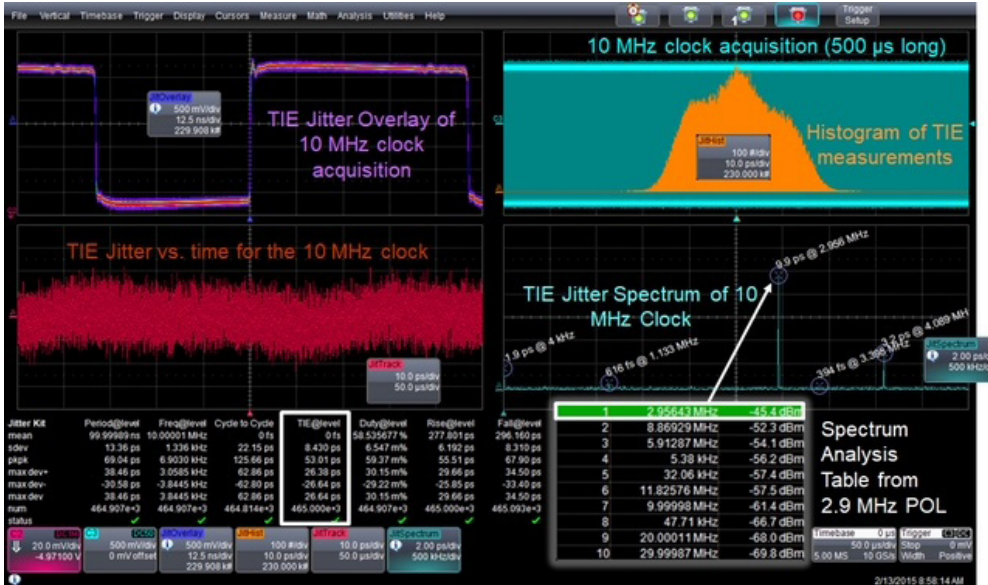 File Vertical Timebase Trigger Display Cursors Measure Math Analysis Utilities Help
Trigger
Setup
10 MHz clock acquisition (500 µs long)
JitOverlay
500 mV/div
12.5 ns/div
229.908 k#
TIE Jitter Overlay of
10 MHz clock
acquisition
JitHist
100 #/div
10.0 ps/div
230.000 k#
Histogram of TIE
measurements
TIE Jitter vs. time for the 10 MHz clock
JitTrack
10.0 ps/div
50.0 µs/div
9.9 ps @ 2.956 MHz
TIE Jitter Spectrum of 10
MHz Clock
1.9 ps @ 4 kHz
616 fs @ 1.133 MHz
394 fs @ 3.396 MHz
@ 4.089 MH
JitSpectrum
2.00 ps/d
500 kHz/d
Jitter Kit Period@level Freq@level Cycle to Cycle TIE@level Duty@level Rise@level Fall@level
mean 99.99989 ns 10.00001 MHz 0 fs 0 fs 58.535677 % 277.801 ps 296.160 ps
sdev 13.36 ps 1.336 kHz 22.15 ps 8.430 ps 6.547 m% 6.192 ps 8.310 ps
pkpk 69.04 ps 6.9030 kHz 125.66 ps 53.01 ps 59.37 m% 55.51 ps 67.90 ps
max dev+ 38.46 ps 3.0585 kHz 62.86 ps 26.38 ps 30.15 m% 29.66 ps 34.50 ps
max dev- -30.58 ps -3.8445 kHz -62.80 ps -26.64 ps -29.22 m% -25.85 ps -33.40 ps
max dev 38.46 ps 3.8445 kHz 62.86 ps 26.64 ps 30.15 m% 29.66 ps 34.50 ps
num 464.907e+3 464.907e+3 464.814e+3 465.000e+3 464.907e+3 465.000e+3 465.093e+3
status
1 2.95643 MHz -45.4 dBm
2 8.86929 MHz -52.3 dBm
3 5.91287 MHz -54.1 dBm
4 5.38 kHz -56.2 dBm
5 32.06 kHz -57.4 dBm
6 11.82576 MHz -57.5 dBm
7 9.99998 MHz -61.4 dBm
8 47.71 kHz -66.7 dBm
9 20.00011 MHz -68.0 dBm
10 29.99987 MHz -69.8 dBm
Spectrum
Analysis
Table from
2.9 MHz POL
C2
20.0 mV/div
-4.97100 V
C3 DC50
500 mV/div
0 mV offset
JitOverlay
500 mV/div
12.5 ns/div
229.908 k#
JitHist
100 #/div
10.0 ps/div
230.000 k#
JitTrack
10.0 ps/div
50.0 µs/div
JitSpectrum
2.00 ps/div
500 kHz/div
Timebase 0 µs
50.0 µs/div
5.00 MS 10 GS/s
Trigger C3 DC
Stop 0 mV
Width Positive
2/13/2015 8:58:14 AM